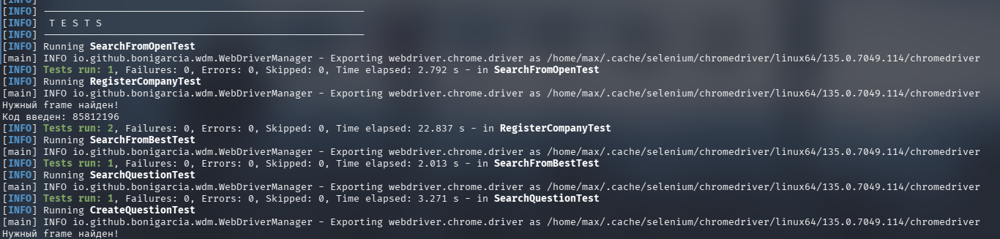 [INFO]
[INFO] -------------------------------------------------------
[INFO]  T E S T S
[INFO] -------------------------------------------------------
[INFO] Running SearchFromOpenTest
[main] INFO io.github.bonigarcia.wdm.WebDriverManager - Exporting webdriver.chrome.driver as /home/max/.cache/selenium/chromedriver/linux64/135.0.7049.114/chromedriver
[INFO] Tests run: 1, Failures: 0, Errors: 0, Skipped: 0, Time elapsed: 2.792 s - in SearchFromOpenTest
[INFO] Running RegisterCompanyTest
[main] INFO io.github.bonigarcia.wdm.WebDriverManager - Exporting webdriver.chrome.driver as /home/max/.cache/selenium/chromedriver/linux64/135.0.7049.114/chromedriver
Нужный frame найден!
Код введен: 85812196
[INFO] Tests run: 2, Failures: 0, Errors: 0, Skipped: 0, Time elapsed: 22.837 s - in RegisterCompanyTest
[INFO] Running SearchFromBestTest
[main] INFO io.github.bonigarcia.wdm.WebDriverManager - Exporting webdriver.chrome.driver as /home/max/.cache/selenium/chromedriver/linux64/135.0.7049.114/chromedriver
[INFO] Tests run: 1, Failures: 0, Errors: 0, Skipped: 0, Time elapsed: 2.013 s - in SearchFromBestTest
[INFO] Running SearchQuestionTest
[main] INFO io.github.bonigarcia.wdm.WebDriverManager - Exporting webdriver.chrome.driver as /home/max/.cache/selenium/chromedriver/linux64/135.0.7049.114/chromedriver
[INFO] Tests run: 1, Failures: 0, Errors: 0, Skipped: 0, Time elapsed: 3.271 s - in SearchQuestionTest
[INFO] Running CreateQuestionTest
[main] INFO io.github.bonigarcia.wdm.WebDriverManager - Exporting webdriver.chrome.driver as /home/max/.cache/selenium/chromedriver/linux64/135.0.7049.114/chromedriver
Нужный frame найден!